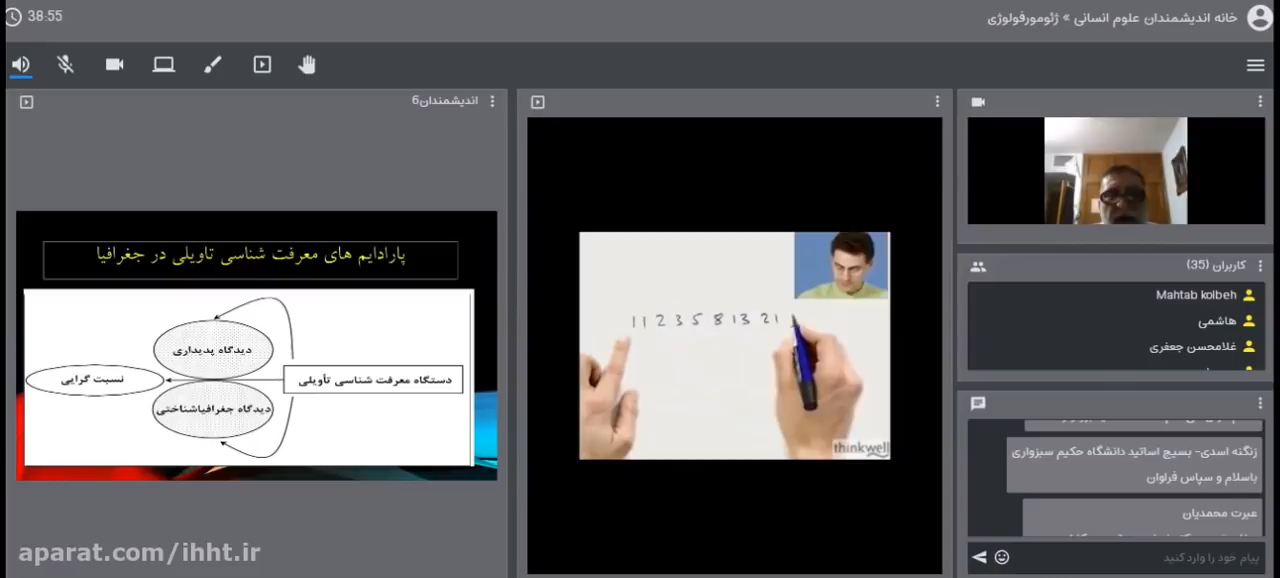 38:55
خانه اندیشمندان علوم انسانی » ژئومورفولوژی
اندیشمندان6
پارادایم های معرفت شناسی تاویلی در جغرافیا
دیدگاه پدیداری
دستگاه معرفت شناسی تأویلی
نسبت گرایی
دیدگاه جغرافیاشناختی
aparat.com/ihht.ir
1 1 2 3 5 8 13 21
thinkwell
کاربران (35)
Mahtab kolbeh
هاشمی
غلامحسن جعفری
زنگنه اسدی- بسیج اساتید دانشگاه حکیم سبزواری
باسلام و سپاس فراوان
عبرت محمدیان
پیام خود را وارد کنید